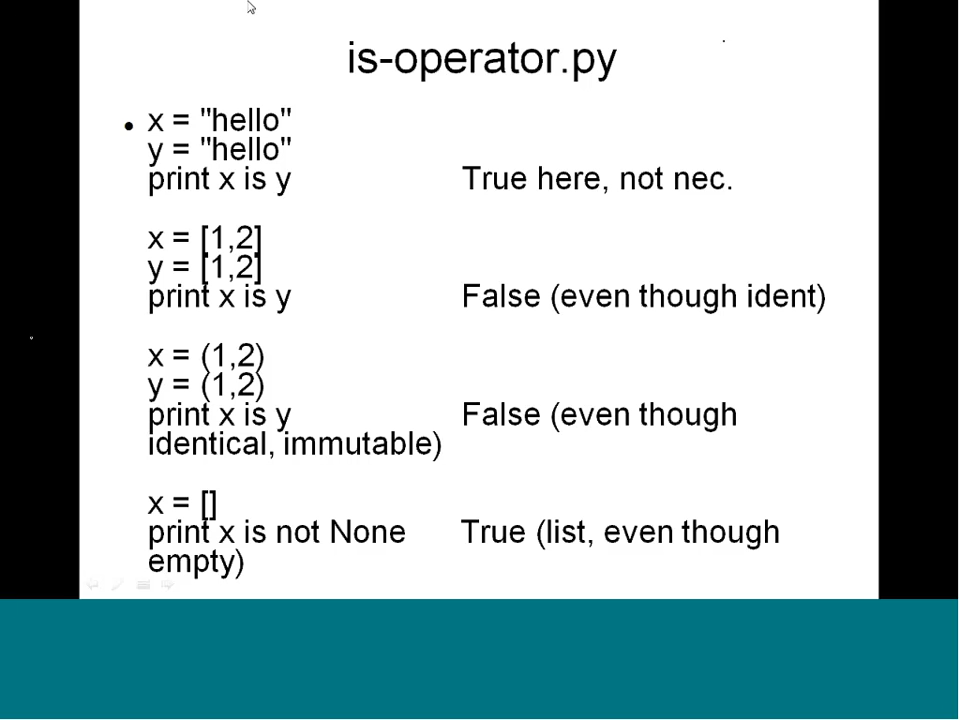 is-operator.py
• x = "hello"
y = "hello"
print x is y True here, not nec.
x = [1,2]
y = [1,2]
print x is y False (even though ident)
x = (1,2)
y = (1,2)
print x is y False (even though
identical, immutable)
x = []
print x is not None True (list, even though
empty)